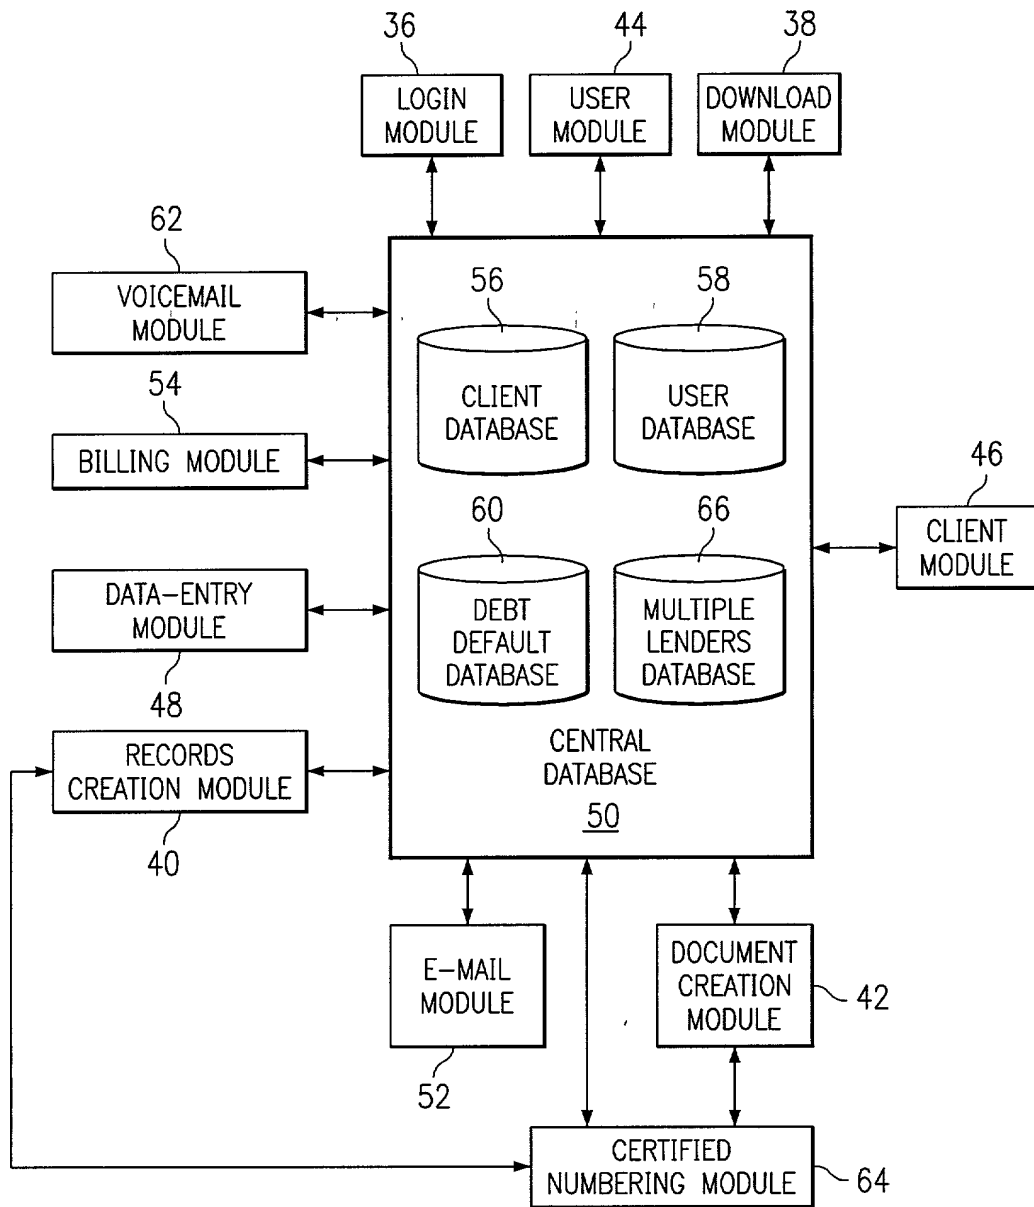 36
44
38
LOGIN
MODULE
USER
MODULE
DOWNLOAD
MODULE
62
VOICEMAIL
MODULE
54
BILLING MODULE
DATA-ENTRY
MODULE
48
RECORDS
CREATION MODULE
40
56
CLIENT
DATABASE
58
USER
DATABASE
60
DEBT
DEFAULT
DATABASE
66
MULTIPLE
LENDERS
DATABASE
CENTRAL
DATABASE
50
46
CLIENT
MODULE
E-MAIL
MODULE
52
DOCUMENT
CREATION
MODULE
42
CERTIFIED
NUMBERING MODULE
64